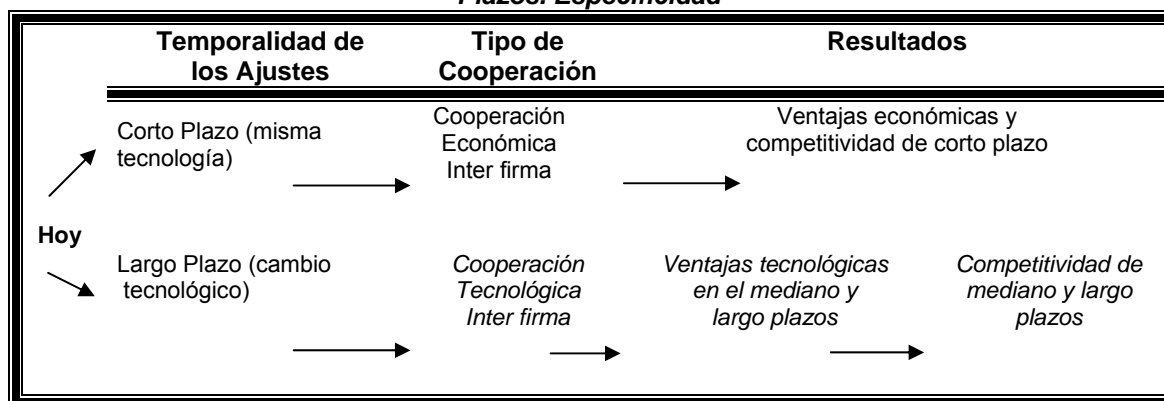 Plazos. Especificidad
Temporalidad de
los Ajustes
Tipo de
Cooperación
Resultados
Corto Plazo (misma
tecnología)
Cooperación
Económica
Inter firma
Ventajas económicas y
competitividad de corto plazo
Hoy
Largo Plazo (cambio
tecnológico)
Cooperación
Tecnológica
Inter firma
Ventajas tecnológicas
en el mediano y
largo plazos
Competitividad de
mediano y largo
plazos